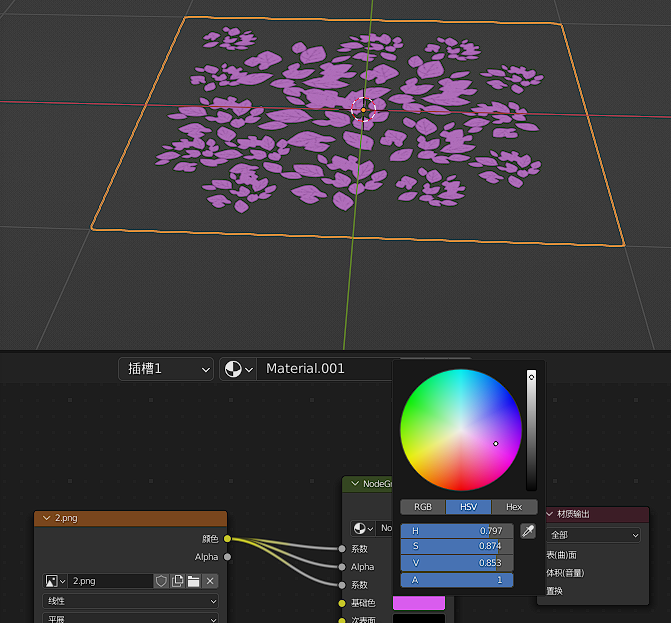 插槽1
Material.001
2.png
颜色
Alpha
2.png
线性
平展
NodeGr
No
系数
Alpha
系数
基础色
次表面
RGB
HSV
Hex
H 0.797
S 0.874
V 0.853
A 1
材质输出
全部
表(曲)面
体积(音量)
置换